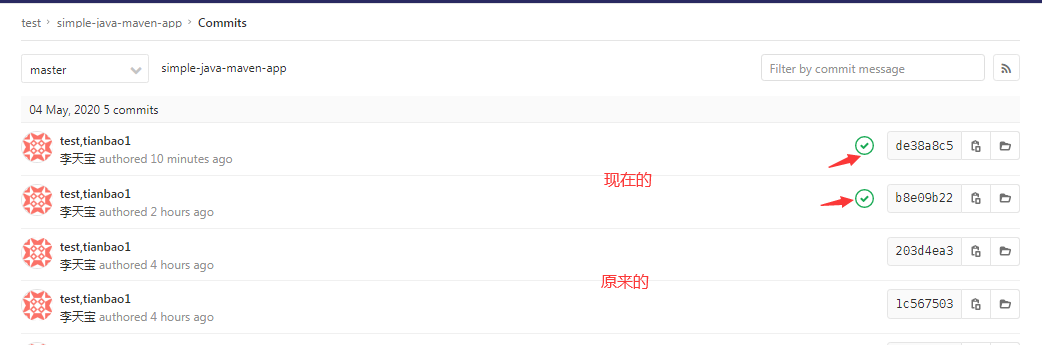 test › simple-java-maven-app › Commits
master
simple-java-maven-app
Filter by commit message
04 May, 2020 5 commits
test,tianbao1
李天宝 authored 10 minutes ago
de38a8c5
现在的
test,tianbao1
李天宝 authored 2 hours ago
b8e09b22
test,tianbao1
李天宝 authored 4 hours ago
203d4ea3
原来的
test,tianbao1
李天宝 authored 4 hours ago
1c567503